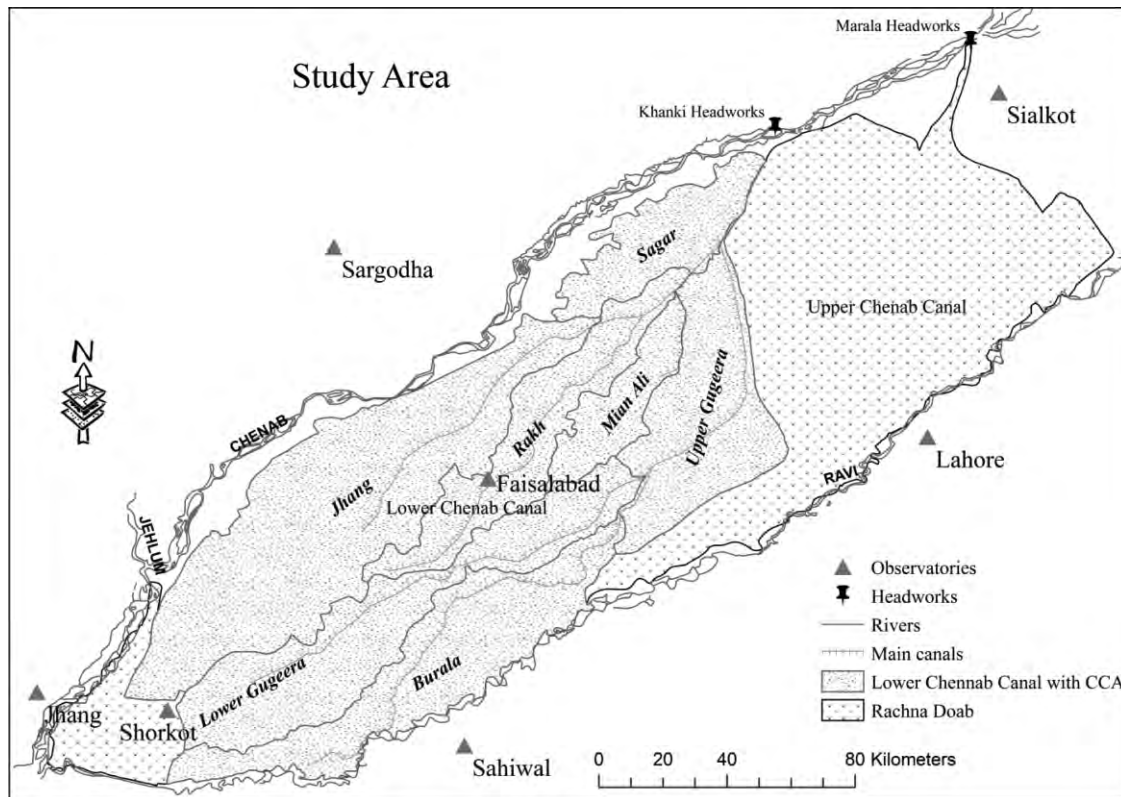 Study Area
Marala Headworks
Khanki Headworks
Sialkot
Sargodha
Sagar
Upper Chenab Canal
N
CHENAB
Rakh
Mian Ali
Upper Gugeera
Lahore
RAVI
Jhang
Faisalabad
Lower Chenab Canal
JEHLUM
Lower Gugeera
Burala
Jhang
Shorkot
Sahiwal
Observatories
Headworks
Rivers
Main canals
Lower Chennab Canal with CCA
Rachna Doab
0 20 40 60 80 Kilometers